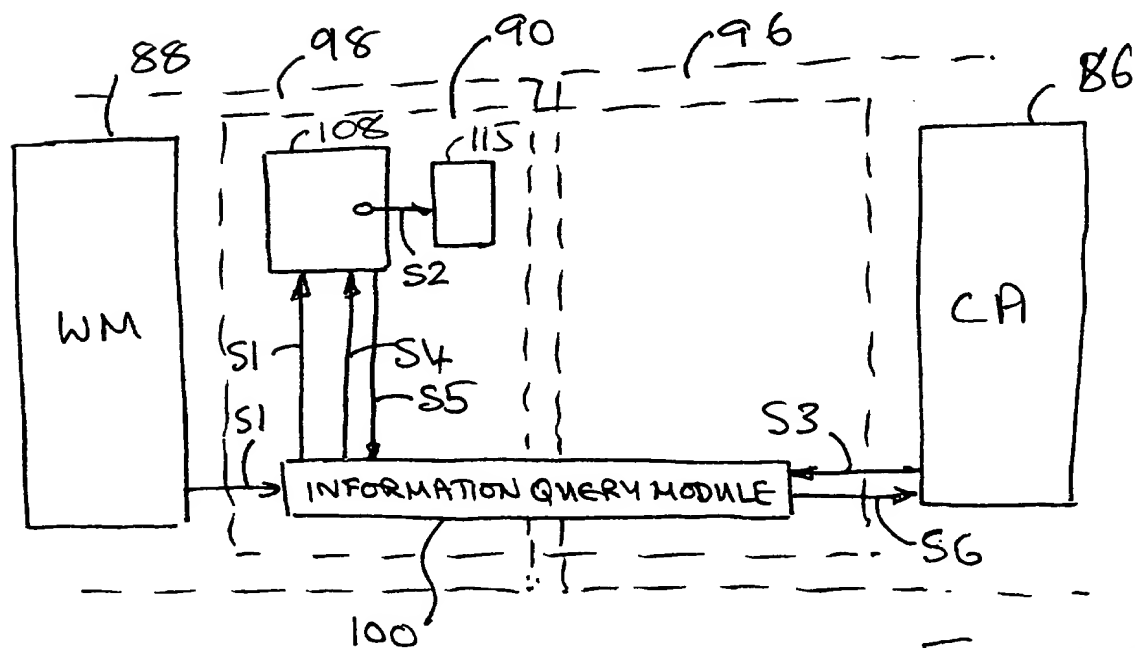 98
90
96
88
86
108
115
S2
WM
CA
S1
S4
S5
S1
S3
INFORMATION QUERY MODULE
S6
100